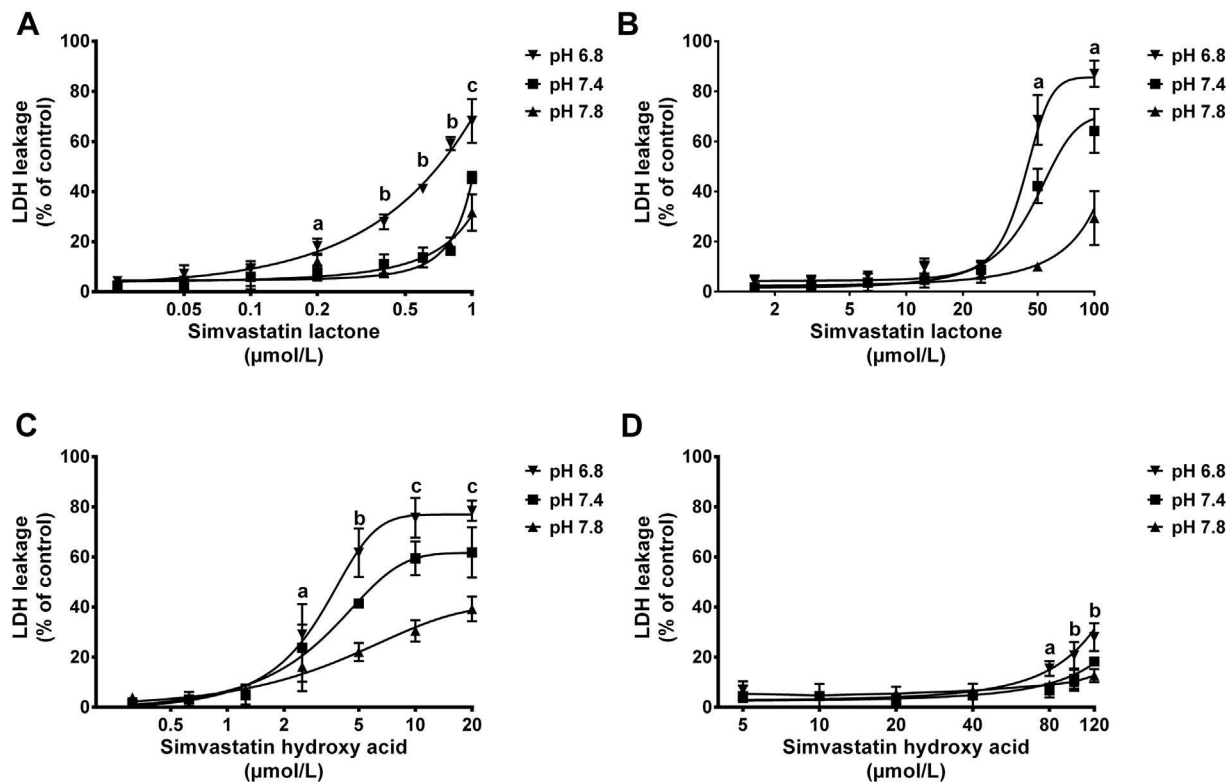 A
LDH leakage
(% of control)
100
80
60
40
20
0
a
b
b
b
c
0.05
0.1
0.2
0.5
1
Simvastatin lactone
(µmol/L)
pH 6.8
pH 7.4
pH 7.8
B
LDH leakage
(% of control)
100
80
60
40
20
0
a
a
2
5
10
20
50
100
Simvastatin lactone
(µmol/L)
pH 6.8
pH 7.4
pH 7.8
C
LDH leakage
(% of control)
100
80
60
40
20
0
a
b
c
c
0.5
1
2
5
10
20
Simvastatin hydroxy acid
(µmol/L)
pH 6.8
pH 7.4
pH 7.8
D
LDH leakage
(% of control)
100
80
60
40
20
0
a
b
b
5
10
20
40
80
120
Simvastatin hydroxy acid
(µmol/L)
pH 6.8
pH 7.4
pH 7.8